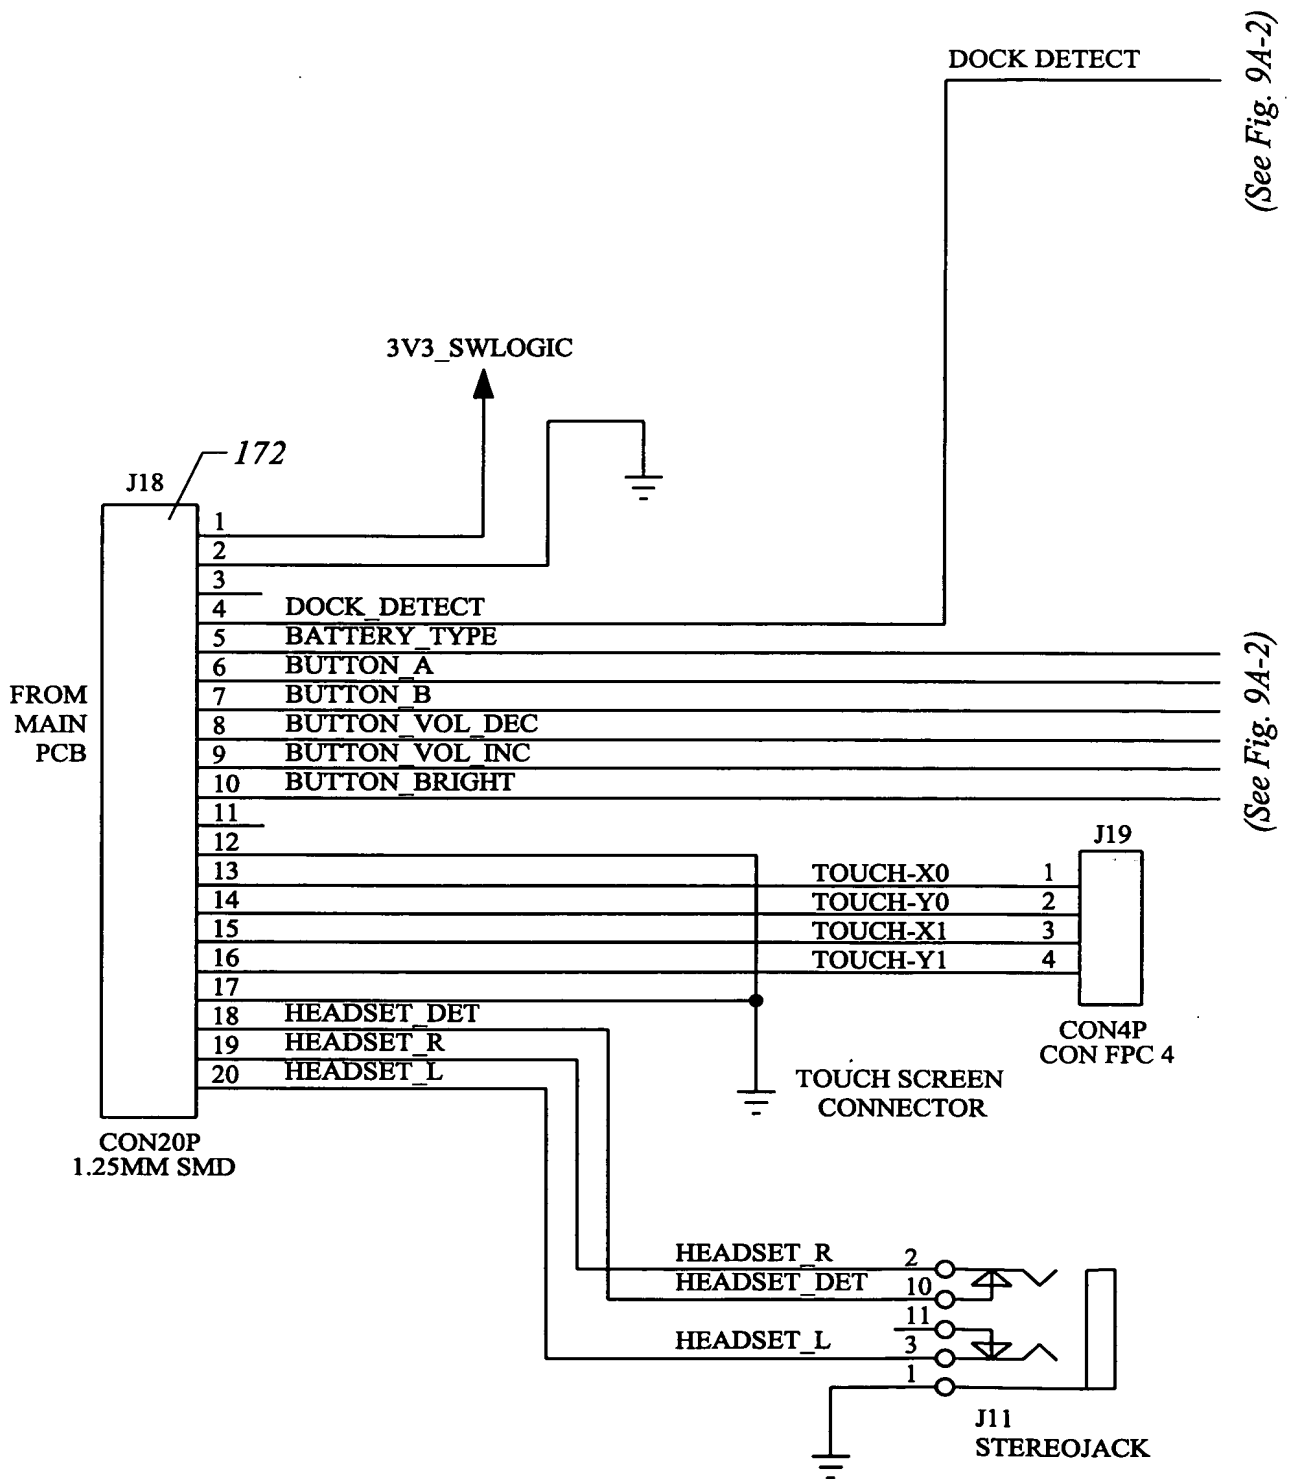 DOCK DETECT
(See Fig. 9A-2)
3V3_SWLOGIC
172
J18
1
2
3
4 DOCK_DETECT
5 BATTERY_TYPE
6 BUTTON_A
7 BUTTON_B
8 BUTTON_VOL_DEC
9 BUTTON_VOL_INC
10 BUTTON_BRIGHT
11
12
13
14
15
16
17
18 HEADSET_DET
19 HEADSET_R
20 HEADSET_L
FROM
MAIN
PCB
CON20P
1.25MM SMD
(See Fig. 9A-2)
J19
TOUCH-X0 1
TOUCH-Y0 2
TOUCH-X1 3
TOUCH-Y1 4
CON4P
CON FPC 4
TOUCH SCREEN
CONNECTOR
HEADSET_R 2
HEADSET_DET 10
11
HEADSET_L 3
1
J11
STEREOJACK